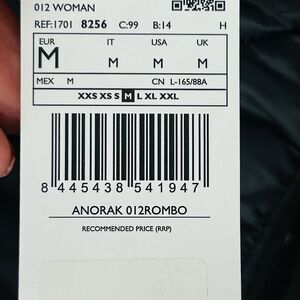 012 WOMAN
REF:1701 8256 C:99 B:14 H
EUR IT USA UK
M M M M
MEX M CN L-165/88A
XXS XS S M L XL XXL
8 445438 541947
ANORAK 012ROMBO
RECOMMENDED PRICE (RRP)